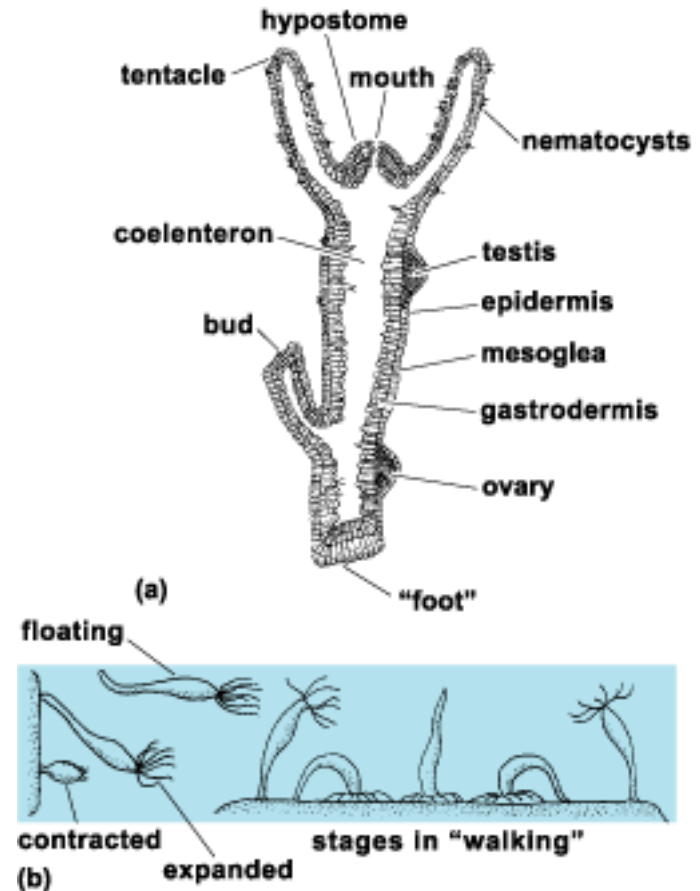 hypostome
tentacle
mouth
nematocysts
coelenteron
testis
epidermis
bud
mesoglea
gastrodermis
ovary
(a)
"foot"
floating
contracted
stages in "walking"
expanded
(b)